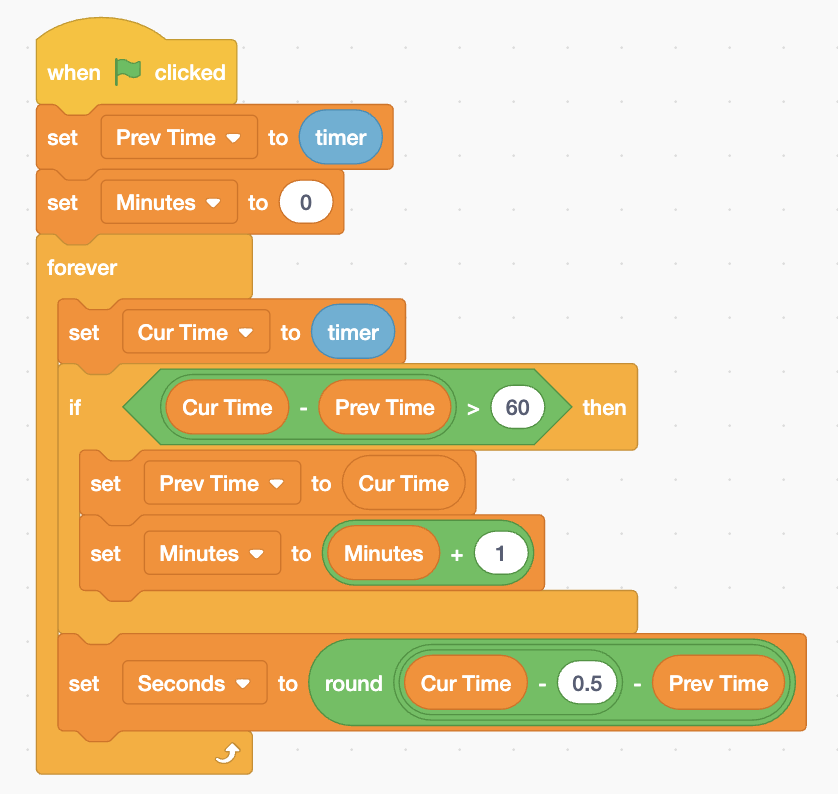 when clicked
set Prev Time to timer
set Minutes to 0
forever
set Cur Time to timer
if Cur Time - Prev Time > 60 then
set Prev Time to Cur Time
set Minutes to Minutes + 1
set Seconds to round Cur Time - 0.5 - Prev Time